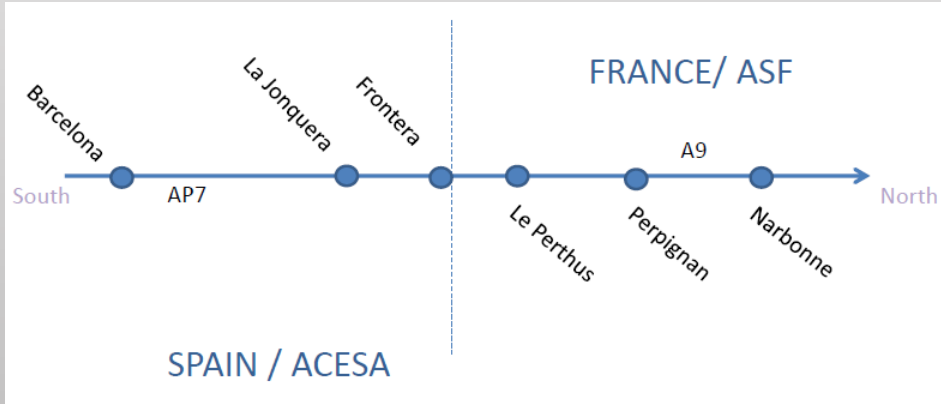 FRANCE/ ASF
Barcelona
La Jonquera
Frontera
A9
South
AP7
North
Le Perthus
Perpignan
Narbonne
SPAIN / ACESA